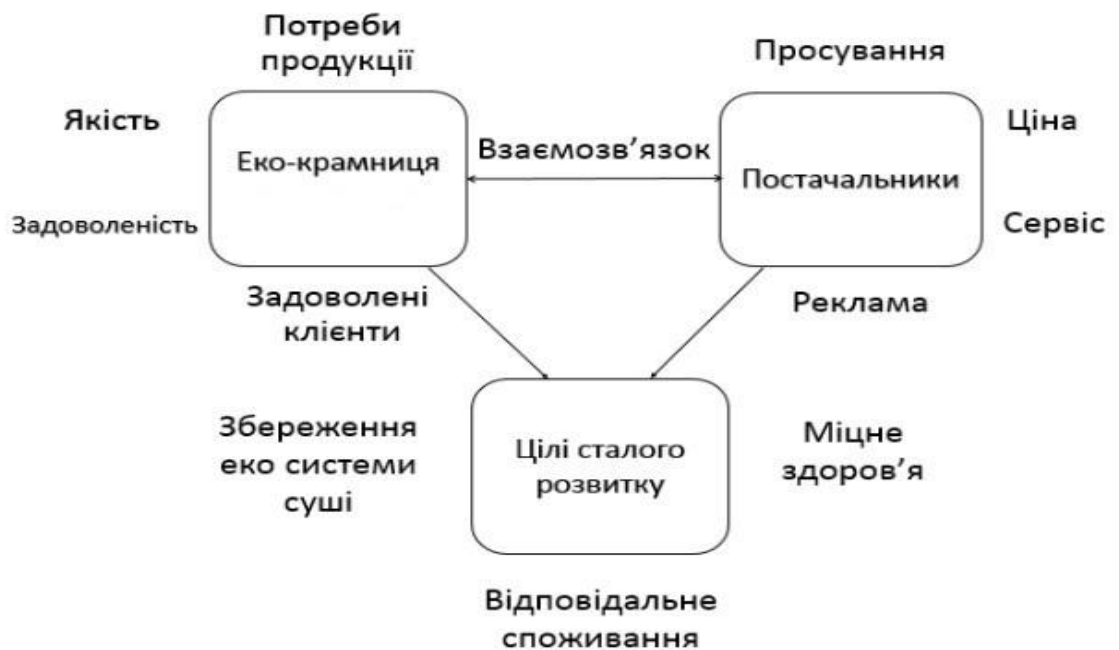 Потреби
продукції
Просування
Якість
Ціна
Еко-крамниця
Взаємозв’язок
Постачальники
Задоволеність
Сервіс
Задоволені
клієнти
Реклама
Збереження
еко системи
суші
Цілі сталого
розвитку
Міцне
здоров’я
Відповідальне
споживання